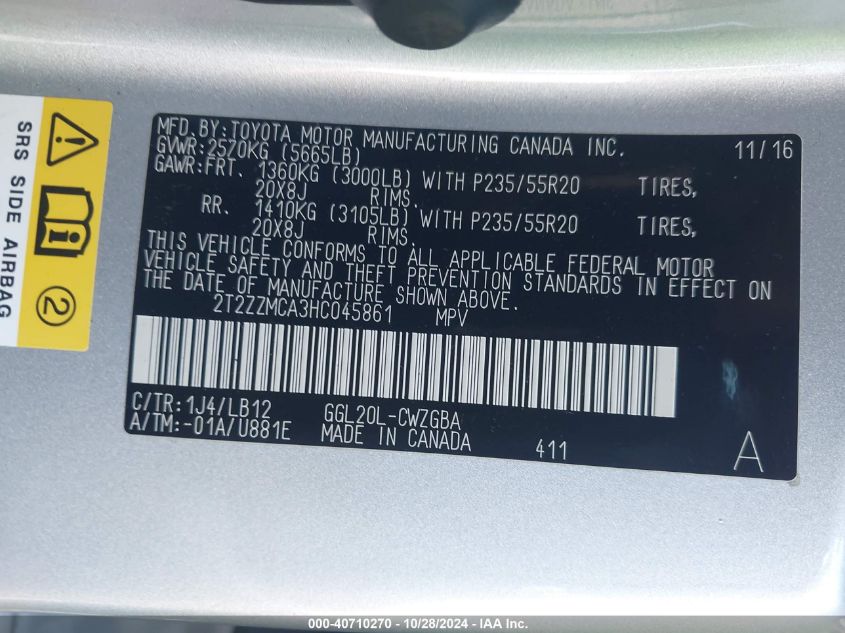 MFD.BY:TOYOTA MOTOR MANUFACTURING CANADA INC. 11/16
GVWR:2570KG (5665LB)
GAWR:FRT. 1360KG (3000LB) WITH P235/55R20 TIRES,
20X8J RIMS.
RR. 1410KG (3105LB) WITH P235/55R20 TIRES,
20X8J RIMS.
THIS VEHICLE CONFORMS TO ALL APPLICABLE FEDERAL MOTOR
VEHICLE SAFETY AND THEFT PREVENTION STANDARDS IN EFFECT ON
THE DATE OF MANUFACTURE SHOWN ABOVE.
2T2ZZMCA3HC045861 MPV
C/TR:1J4/LB12 GGL20L-CWZGBA
A/TM:-01A/U881E MADE IN CANADA 411 A
SRS SIDE AIRBAG
2
000-40710270 - 10/28/2024 - IAA Inc.